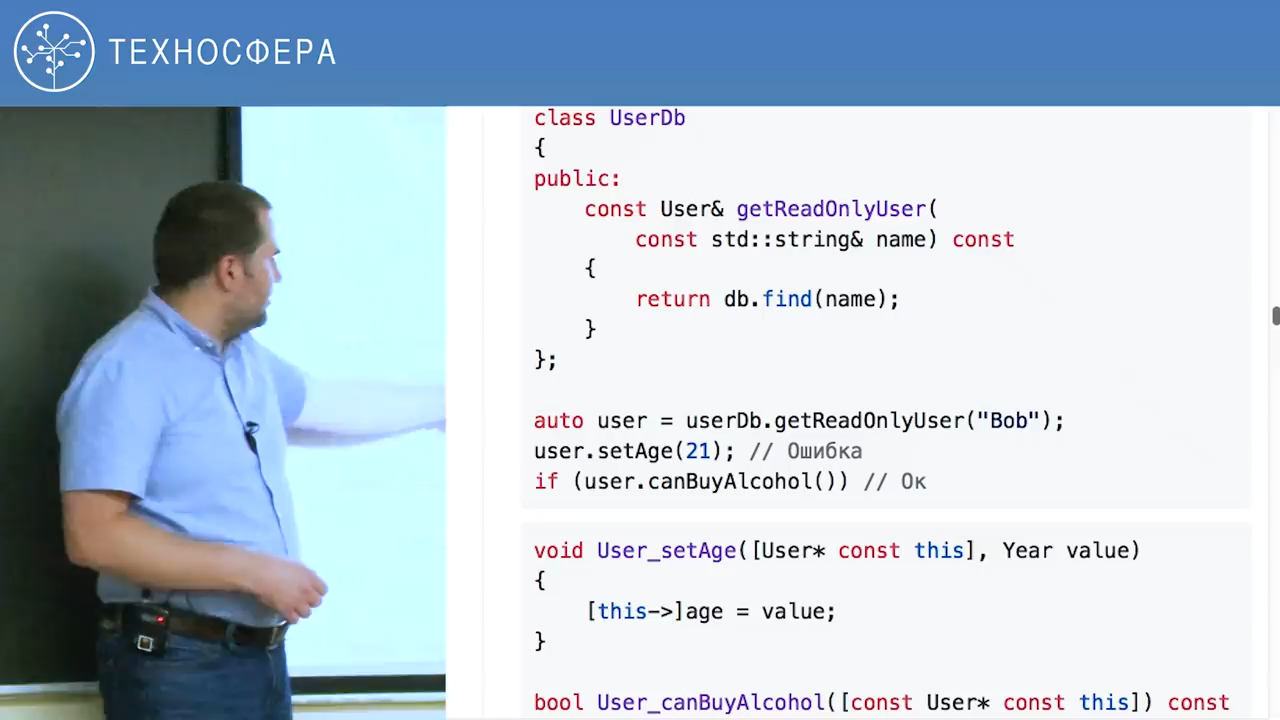 ТЕХНОСФЕРА
class UserDb
{
public:
    const User& getReadOnlyUser(
        const std::string& name) const
    {
        return db.find(name);
    }
};
auto user = userDb.getReadOnlyUser("Bob");
user.setAge(21); // Ошибка
if (user.canBuyAlcohol()) // Ок
void User_setAge([User* const this], Year value)
{
    [this->]age = value;
}
bool User_canBuyAlcohol([const User* const this]) const